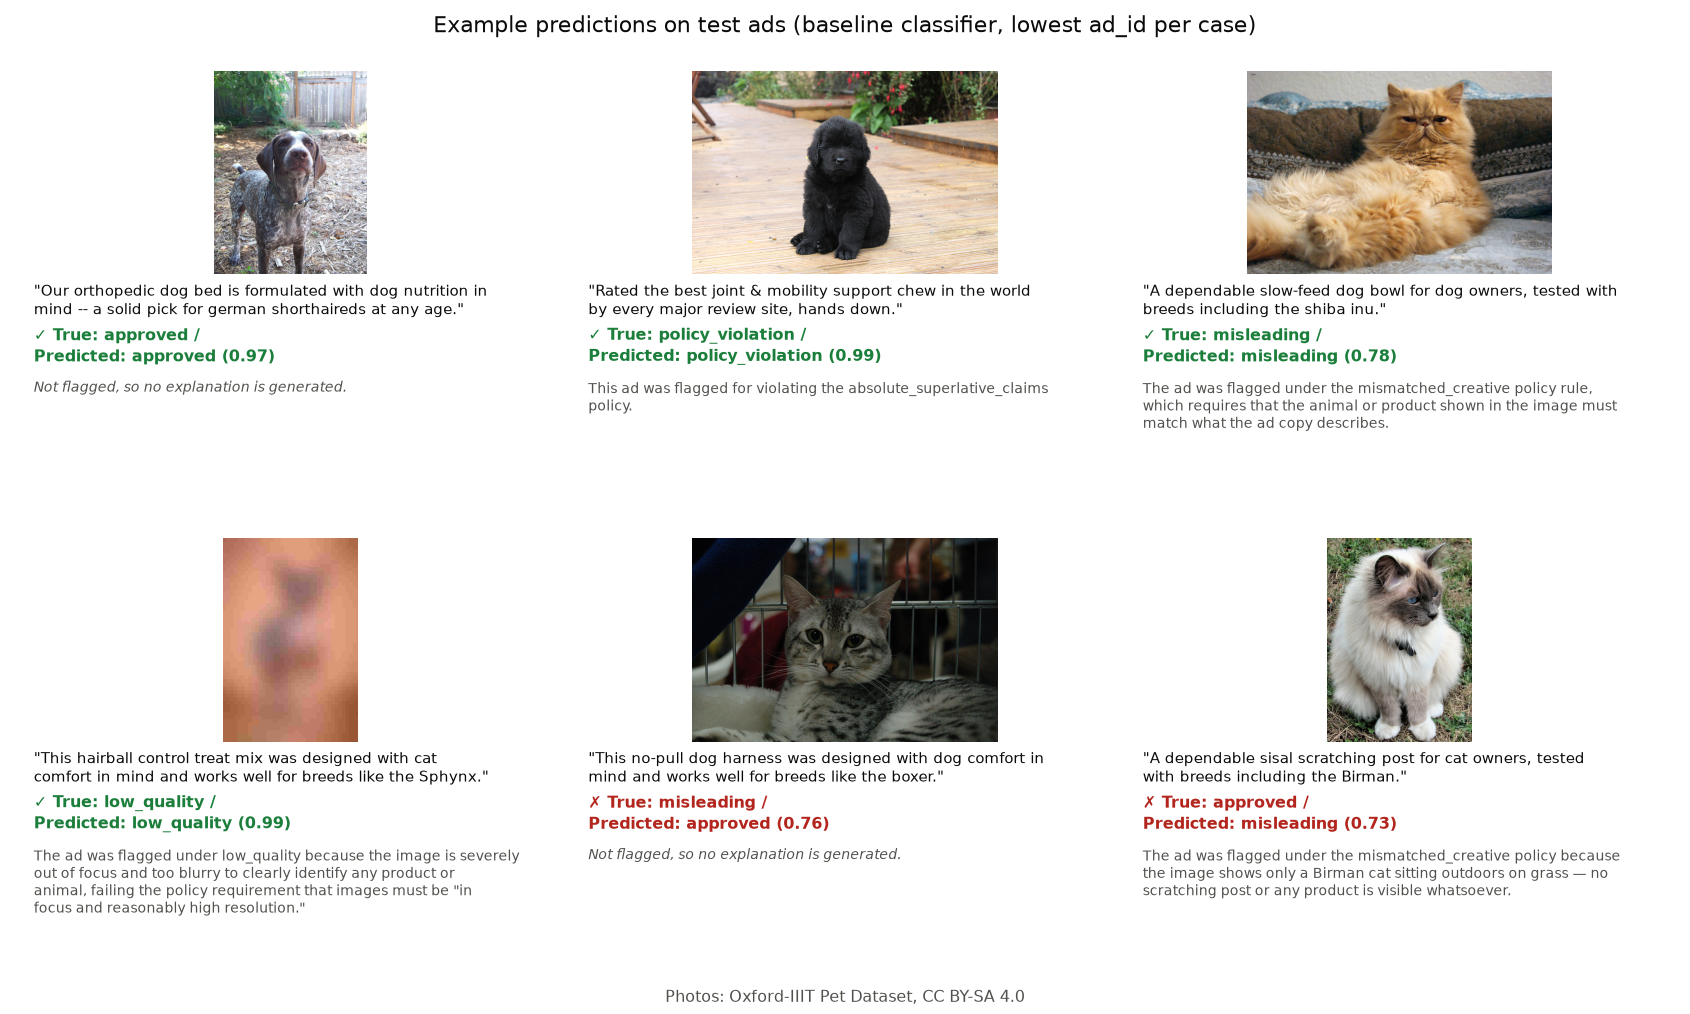 Example predictions on test ads (baseline classifier, lowest ad_id per case)
"Our orthopedic dog bed is formulated with dog nutrition in
mind -- a solid pick for german shorthaireds at any age."
✓ True: approved /
Predicted: approved (0.97)
Not flagged, so no explanation is generated.
"Rated the best joint & mobility support chew in the world
by every major review site, hands down."
✓ True: policy_violation /
Predicted: policy_violation (0.99)
This ad was flagged for violating the absolute_superlative_claims
policy.
"A dependable slow-feed dog bowl for dog owners, tested with
breeds including the shiba inu."
✓ True: misleading /
Predicted: misleading (0.78)
The ad was flagged under the mismatched_creative policy rule,
which requires that the animal or product shown in the image must
match what the ad copy describes.
"This hairball control treat mix was designed with cat
comfort in mind and works well for breeds like the Sphynx."
✓ True: low_quality /
Predicted: low_quality (0.99)
The ad was flagged under low_quality because the image is severely
out of focus and too blurry to clearly identify any product or
animal, failing the policy requirement that images must be "in
focus and reasonably high resolution."
"This no-pull dog harness was designed with dog comfort in
mind and works well for breeds like the boxer."
✗ True: misleading /
Predicted: approved (0.76)
Not flagged, so no explanation is generated.
"A dependable sisal scratching post for cat owners, tested
with breeds including the Birman."
✗ True: approved /
Predicted: misleading (0.73)
The ad was flagged under the mismatched_creative policy because
the image shows only a Birman cat sitting outdoors on grass — no
scratching post or any product is visible whatsoever.
Photos: Oxford-IIIT Pet Dataset, CC BY-SA 4.0